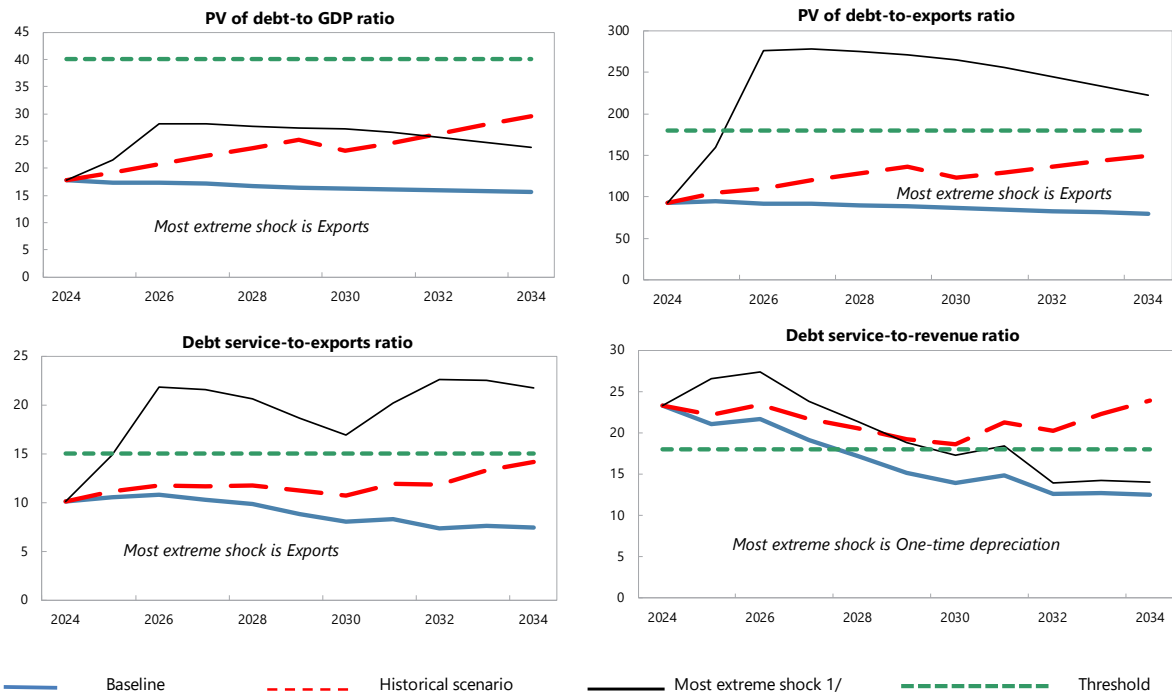 PV of debt-to GDP ratio
45
40
35
30
25
20
15
10
5
0
Most extreme shock is Exports
2024 2026 2028 2030 2032 2034
PV of debt-to-exports ratio
300
250
200
150
100
50
0
Most extreme shock is Exports
2024 2026 2028 2030 2032 2034
Debt service-to-exports ratio
25
20
15
10
5
0
Most extreme shock is Exports
2024 2026 2028 2030 2032 2034
Debt service-to-revenue ratio
30
25
20
15
10
5
0
Most extreme shock is One-time depreciation
2024 2026 2028 2030 2032 2034
Baseline Historical scenario Most extreme shock 1/ Threshold